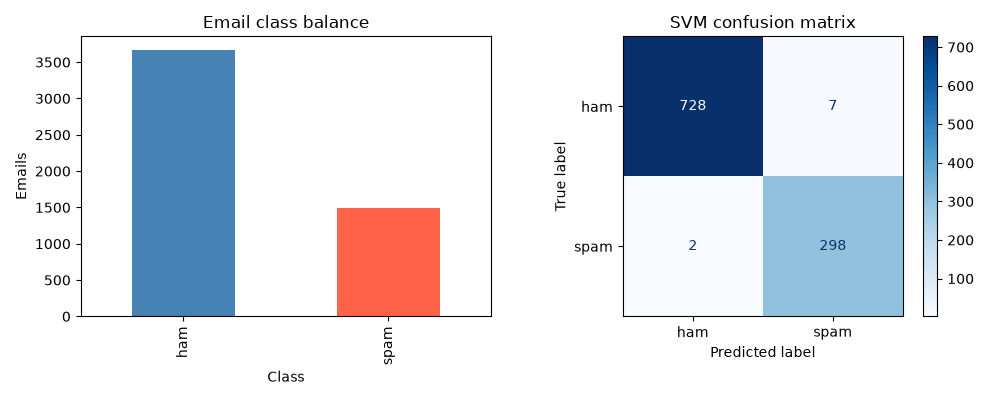 Email class balance
Emails
3500
3000
2500
2000
1500
1000
500
0
ham
spam
Class
SVM confusion matrix
True label
ham
728
7
spam
2
298
ham
spam
Predicted label
700
600
500
400
300
200
100